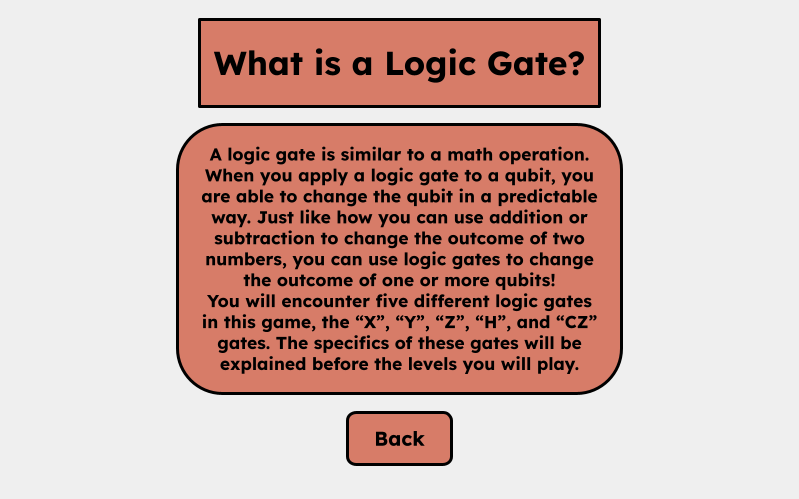 What is a Logic Gate?
A logic gate is similar to a math operation.
When you apply a logic gate to a qubit, you
are able to change the qubit in a predictable
way. Just like how you can use addition or
subtraction to change the outcome of two
numbers, you can use logic gates to change
the outcome of one or more qubits!
You will encounter five different logic gates
in this game, the “X”, “Y”, “Z”, “H”, and “CZ”
gates. The specifics of these gates will be
explained before the levels you will play.
Back